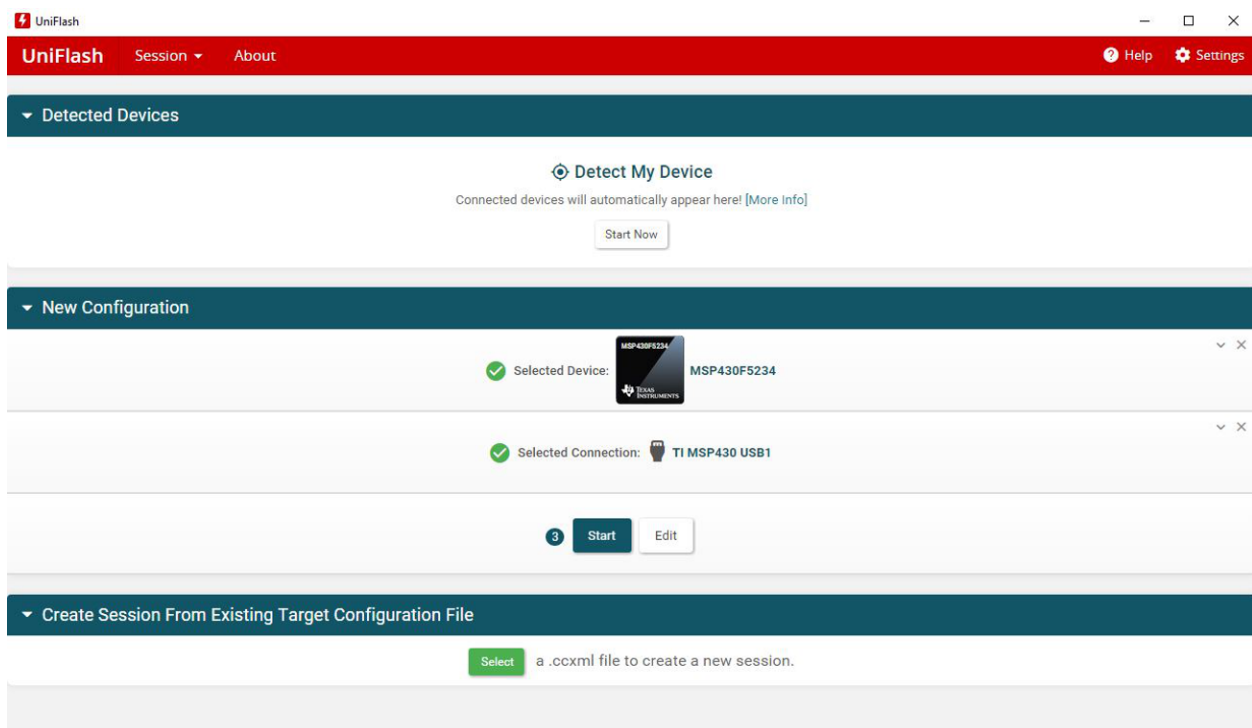 UniFlash
UniFlash Session About Help Settings
Detected Devices
Detect My Device
Connected devices will automatically appear here! [More Info]
Start Now
New Configuration
MSP430F5234
Selected Device: MSP430F5234
TEXAS
INSTRUMENTS
Selected Connection: TI MSP430 USB1
3 Start Edit
Create Session From Existing Target Configuration File
Select a .ccxml file to create a new session.